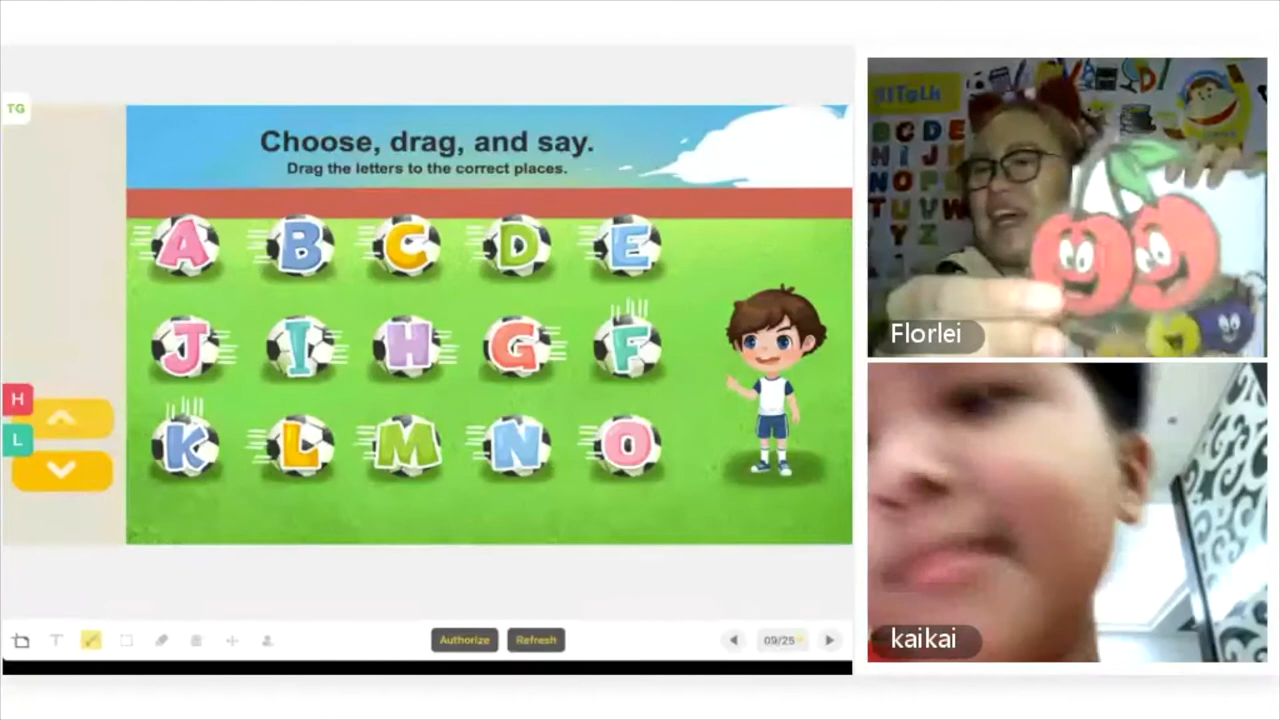 TG
Choose, drag, and say.
Drag the letters to the correct places.
A B C D E
J I H G F
K L M N O
H
L
T
Authorize
Refresh
09/25
C D E
H I J
N O P
T U V W
Y Z
Florlei
kaikai